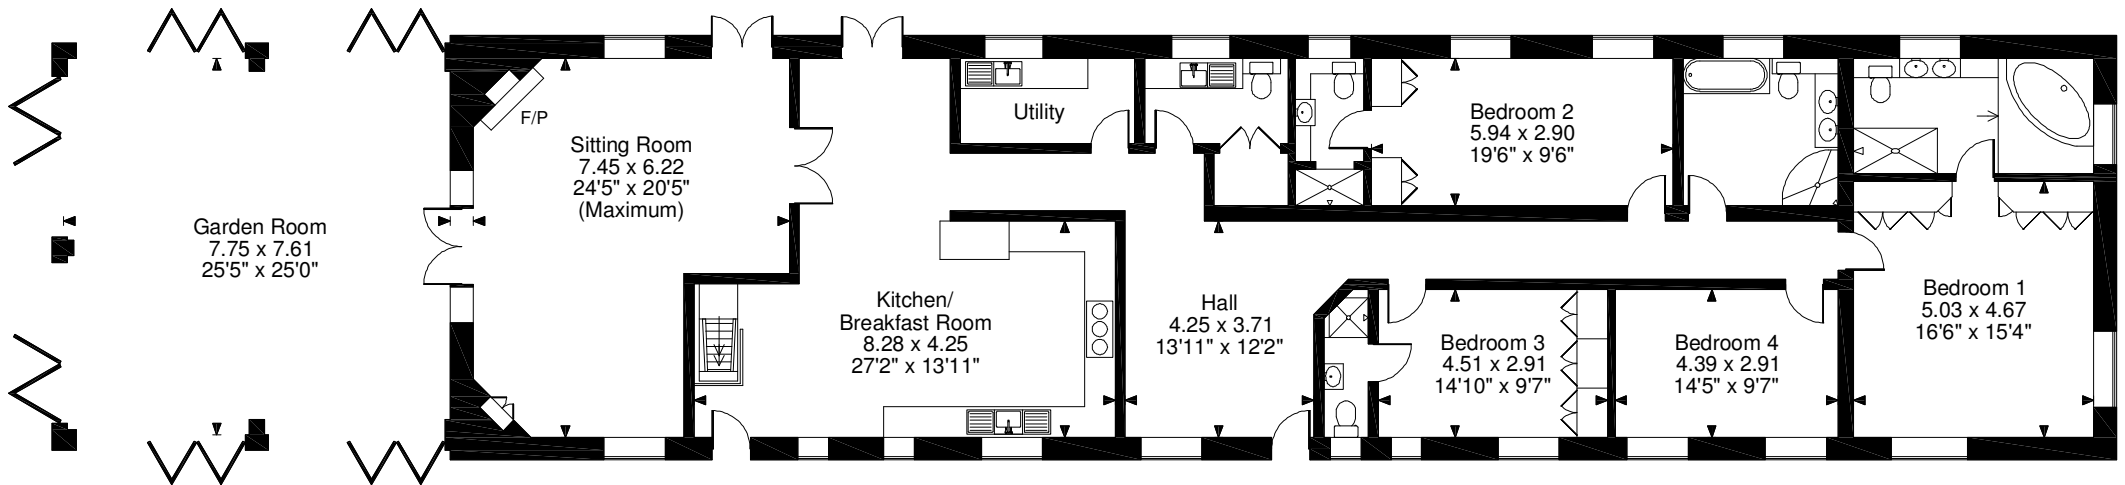 Garden Room
7.75 x 7.61
25'5" x 25'0"
F/P
Sitting Room
7.45 x 6.22
24'5" x 20'5"
(Maximum)
Kitchen/
Breakfast Room
8.28 x 4.25
27'2" x 13'11"
Utility
Hall
4.25 x 3.71
13'11" x 12'2"
Bedroom 2
5.94 x 2.90
19'6" x 9'6"
Bedroom 3
4.51 x 2.91
14'10" x 9'7"
Bedroom 4
4.39 x 2.91
14'5" x 9'7"
Bedroom 1
5.03 x 4.67
16'6" x 15'4"